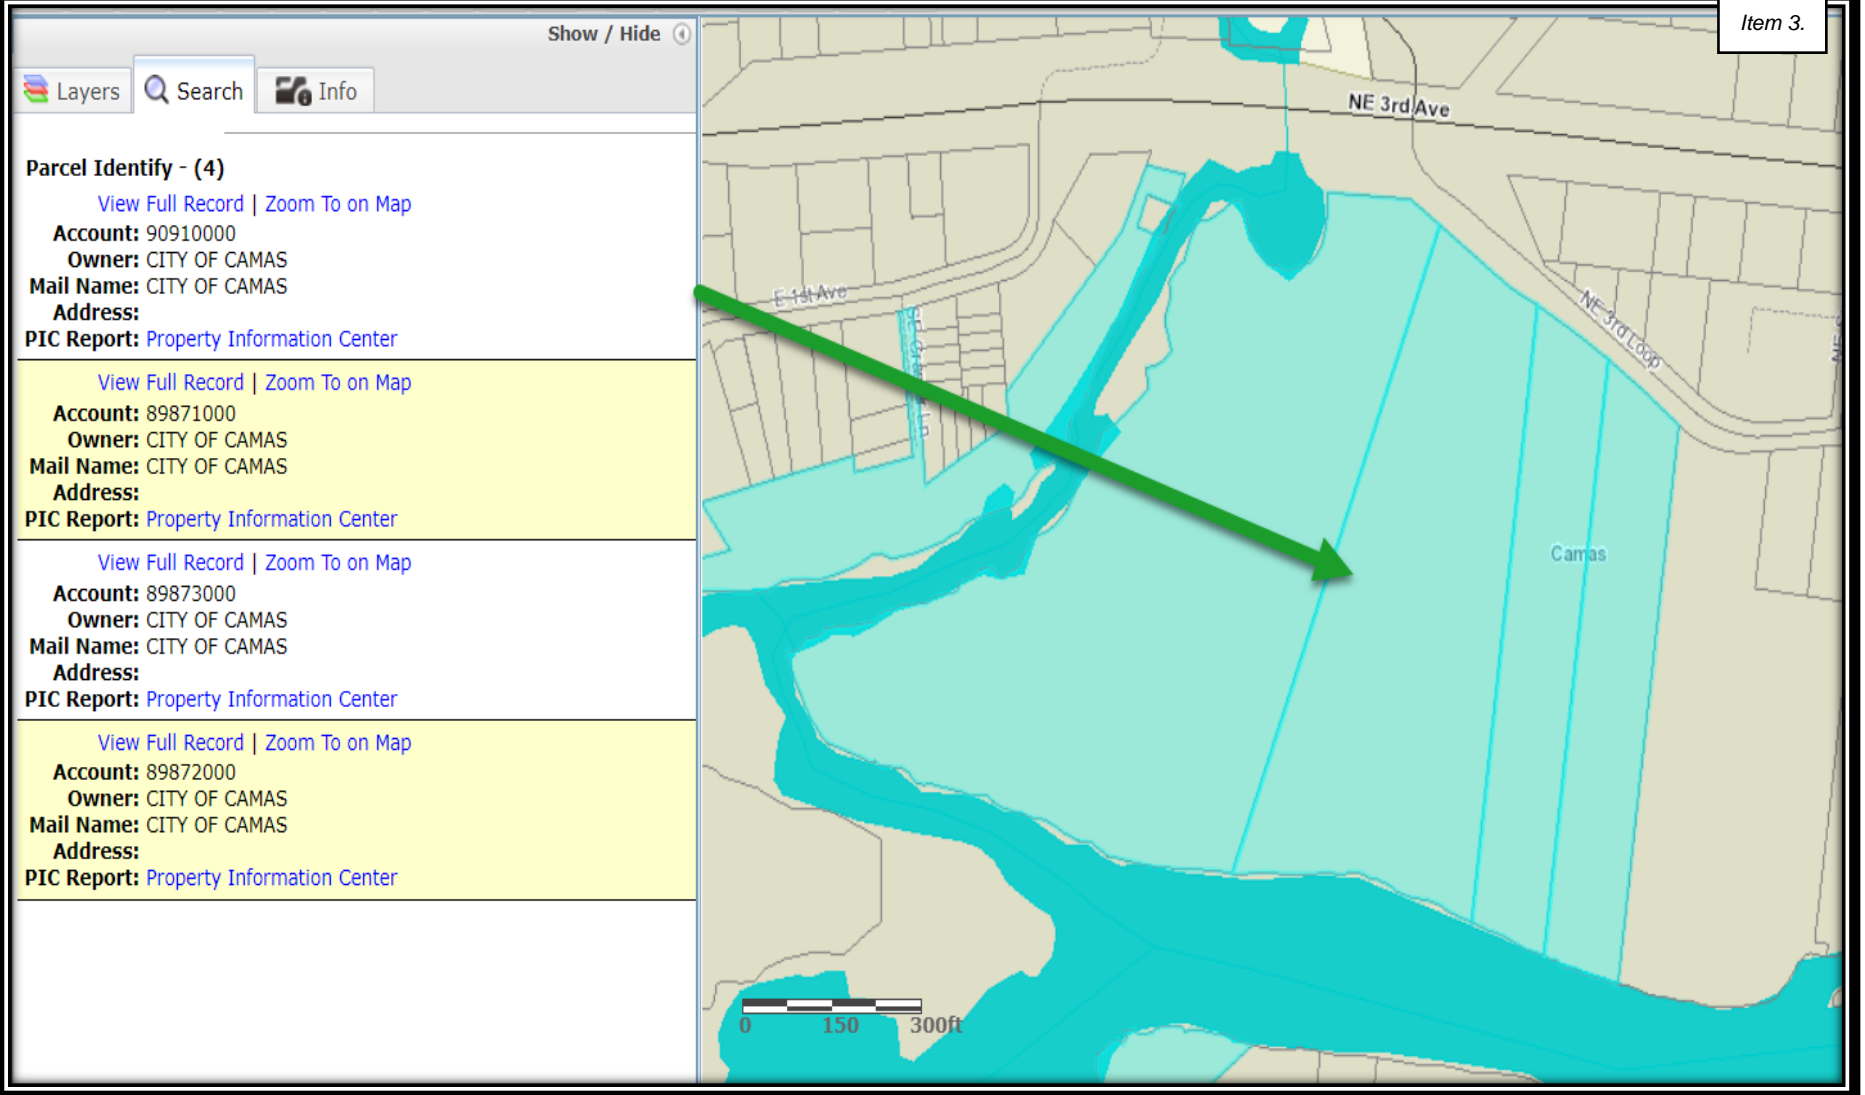 Item 3.
Show / Hide
Layers
Search
Info
Parcel Identify - (4)
View Full Record | Zoom To on Map
Account: 90910000
Owner: CITY OF CAMAS
Mail Name: CITY OF CAMAS
Address:
PIC Report: Property Information Center
View Full Record | Zoom To on Map
Account: 89871000
Owner: CITY OF CAMAS
Mail Name: CITY OF CAMAS
Address:
PIC Report: Property Information Center
View Full Record | Zoom To on Map
Account: 89873000
Owner: CITY OF CAMAS
Mail Name: CITY OF CAMAS
Address:
PIC Report: Property Information Center
View Full Record | Zoom To on Map
Account: 89872000
Owner: CITY OF CAMAS
Mail Name: CITY OF CAMAS
Address:
PIC Report: Property Information Center
NE 3rd Ave
E 1st Ave
NE 3rd Loop
Camas
0 150 300ft